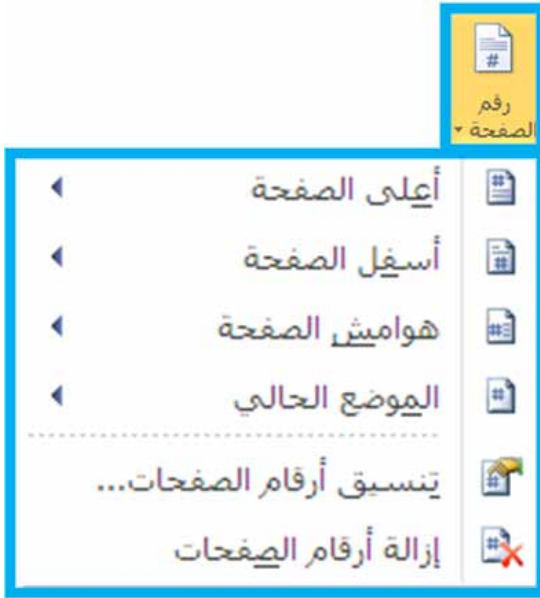 رقم
الصفحة
أعلى الصفحة
أسفل الصفحة
هوامش الصفحة
الموضع الحالي
تنسيق أرقام الصفحات...
إزالة أرقام الصفحات